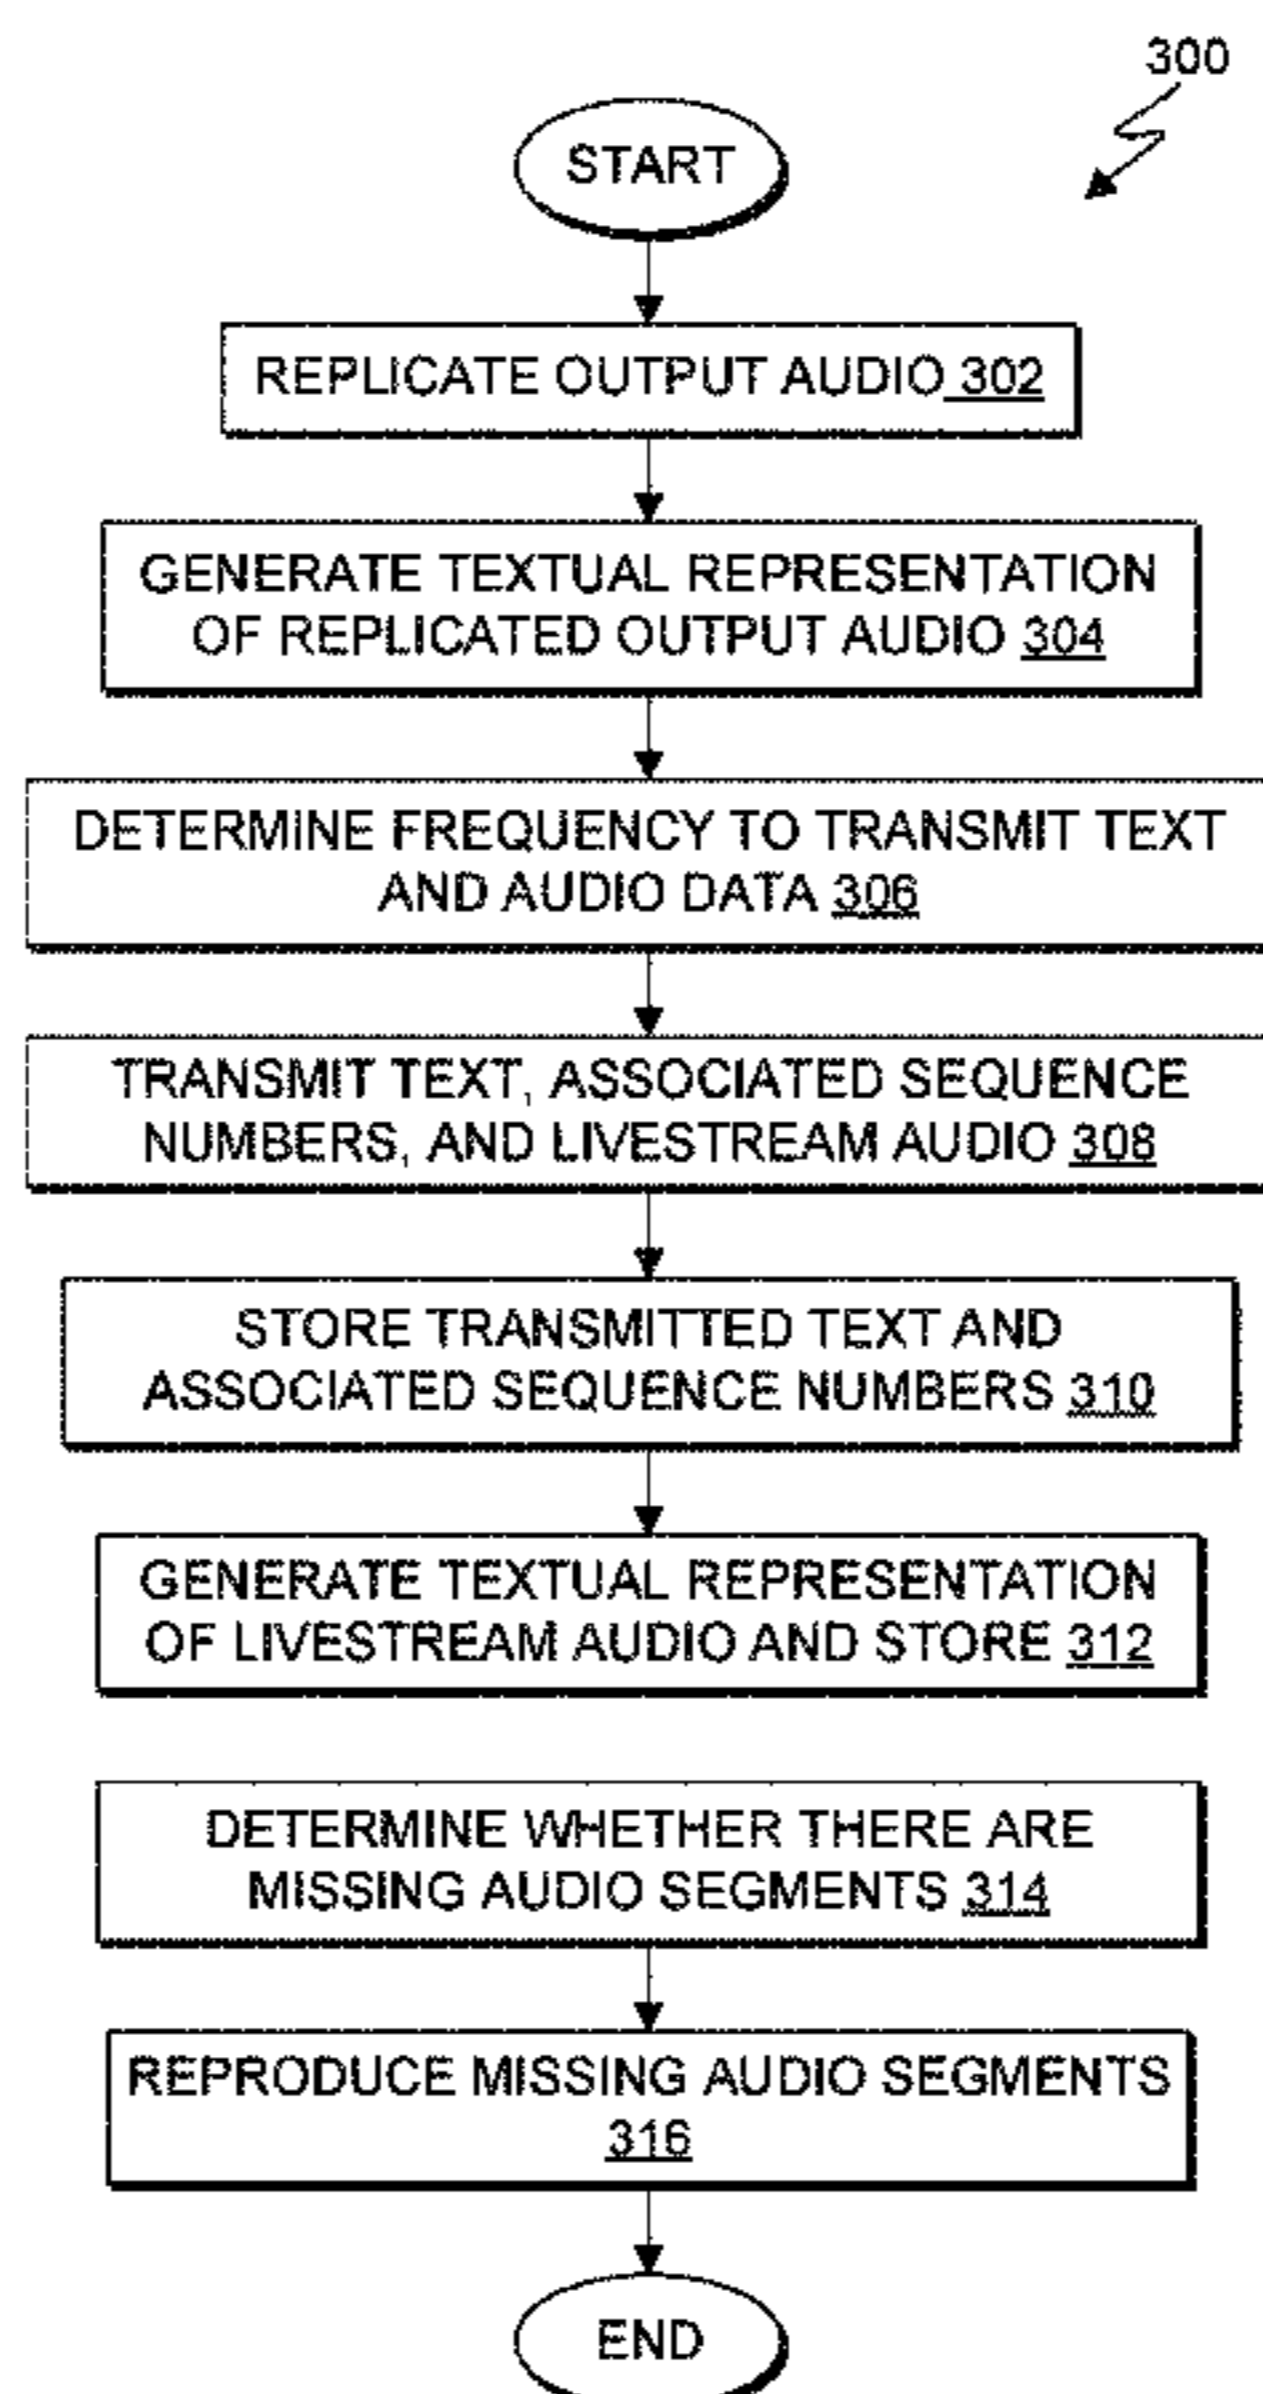 300
START
REPLICATE OUTPUT AUDIO 302
GENERATE TEXTUAL REPRESENTATION
OF REPLICATED OUTPUT AUDIO 304
DETERMINE FREQUENCY TO TRANSMIT TEXT
AND AUDIO DATA 306
TRANSMIT TEXT, ASSOCIATED SEQUENCE
NUMBERS, AND LIVESTREAM AUDIO 308
STORE TRANSMITTED TEXT AND
ASSOCIATED SEQUENCE NUMBERS 310
GENERATE TEXTUAL REPRESENTATION
OF LIVESTREAM AUDIO AND STORE 312
DETERMINE WHETHER THERE ARE
MISSING AUDIO SEGMENTS 314
REPRODUCE MISSING AUDIO SEGMENTS
316
END